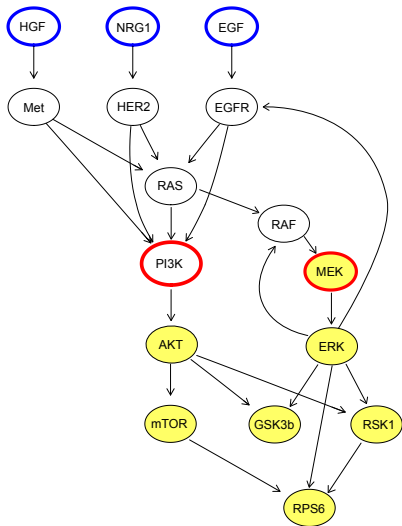 HGF
NRG1
EGF
Met
HER2
EGFR
RAS
RAF
PI3K
MEK
AKT
ERK
mTOR
GSK3b
RSK1
RPS6